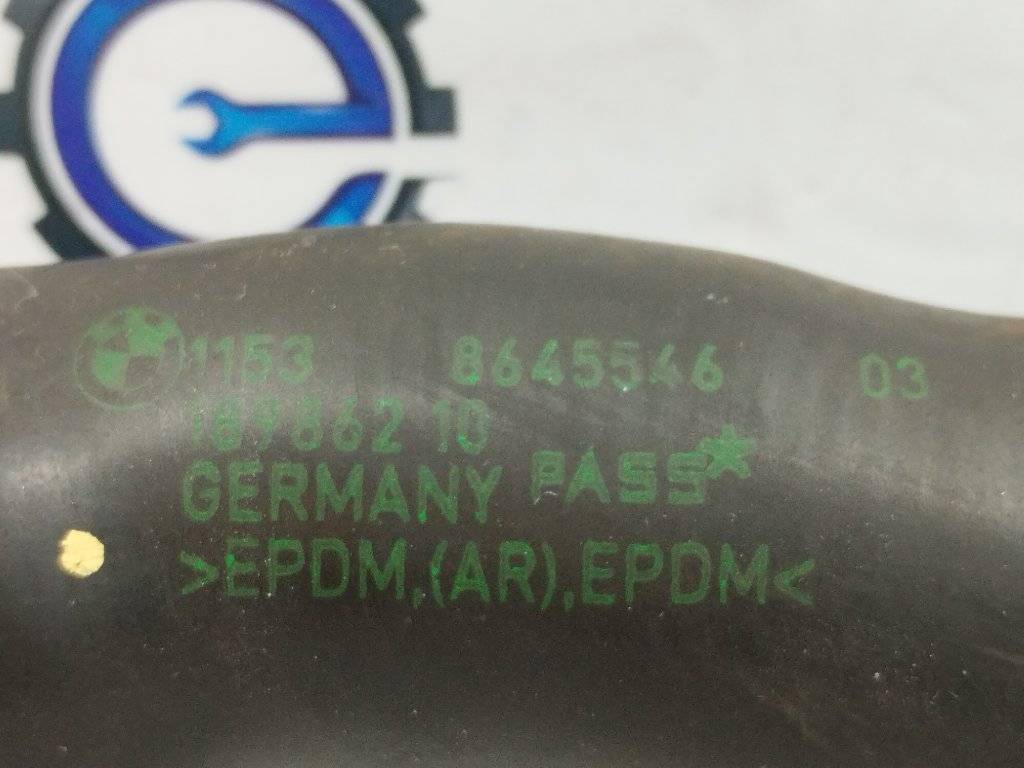 1153 8645546 03
189862 10
GERMANY PASS*
>EPDM,(AR),EPDM<